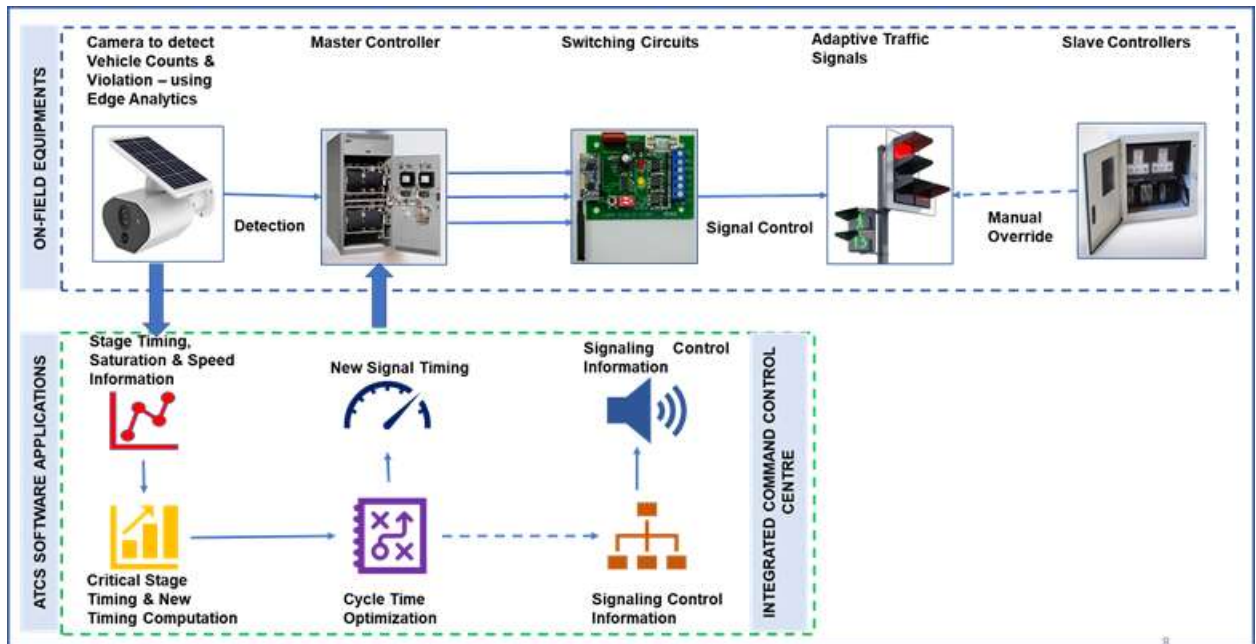 ON-FIELD EQUIPMENTS
Camera to detect
Vehicle Counts &
Violation – using
Edge Analytics
Master Controller
Switching Circuits
Adaptive Traffic
Signals
Slave Controllers
Detection
Signal Control
Manual
Override
ATCS SOFTWARE APPLICATIONS
Stage Timing,
Saturation & Speed
Information
New Signal Timing
Signaling Control
Information
Critical Stage
Timing & New
Timing Computation
Cycle Time
Optimization
Signaling Control
Information
INTEGRATED COMMAND CONTROL
CENTRE